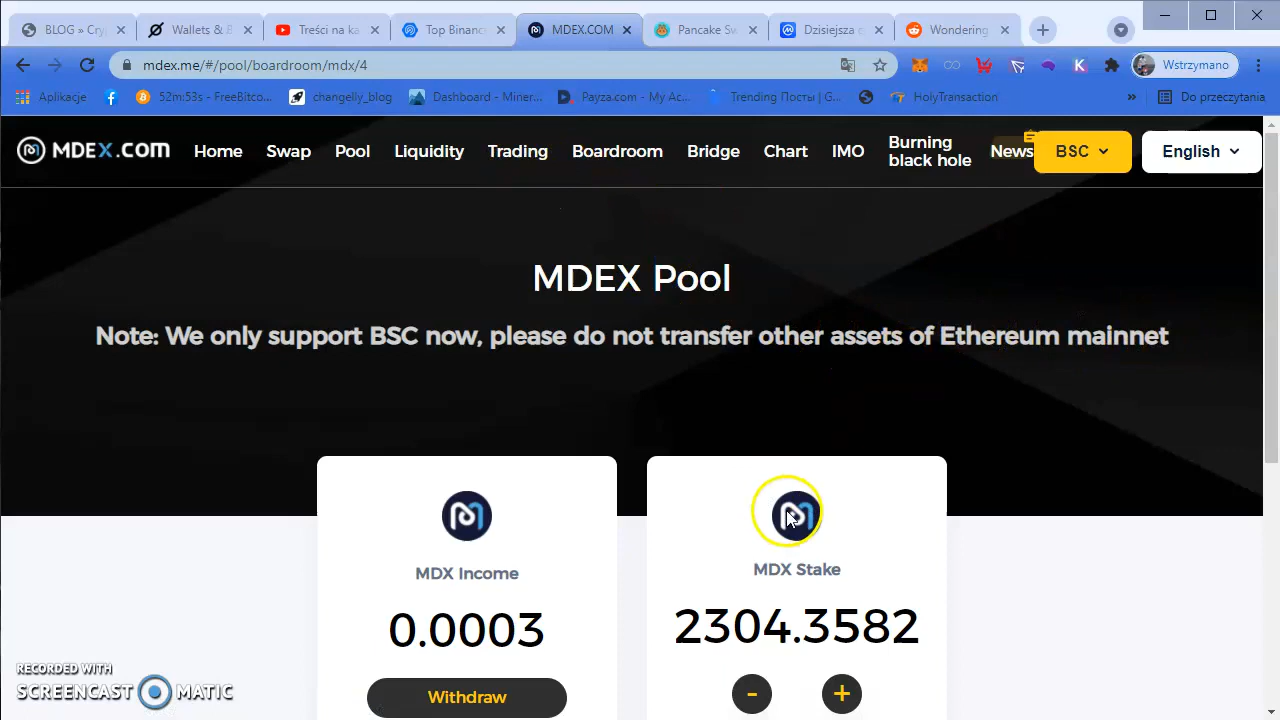 BLOG » Cry
Wallets & E
Treści na ka
Top Binanc
MDEX.COM
Pancake Sw
Dzisiejsza c
Wondering
mdex.me/#/pool/boardroom/mdx/4
Wstrzymano
Aplikacje
52m:53s - FreeBitco...
changelly_blog
Dashboard - Miner...
Payza.com - My Ac...
Trending Посты | G...
HolyTransaction
»
Do przeczytania
MDEX.COM
Home
Swap
Pool
Liquidity
Trading
Boardroom
Bridge
Chart
IMO
Burning
black hole
News
BSC
English
MDEX Pool
Note: We only support BSC now, please do not transfer other assets of Ethereum mainnet
MDX Income
0.0003
Withdraw
MDX Stake
2304.3582
-
+
RECORDED WITH
SCREENCAST MATIC